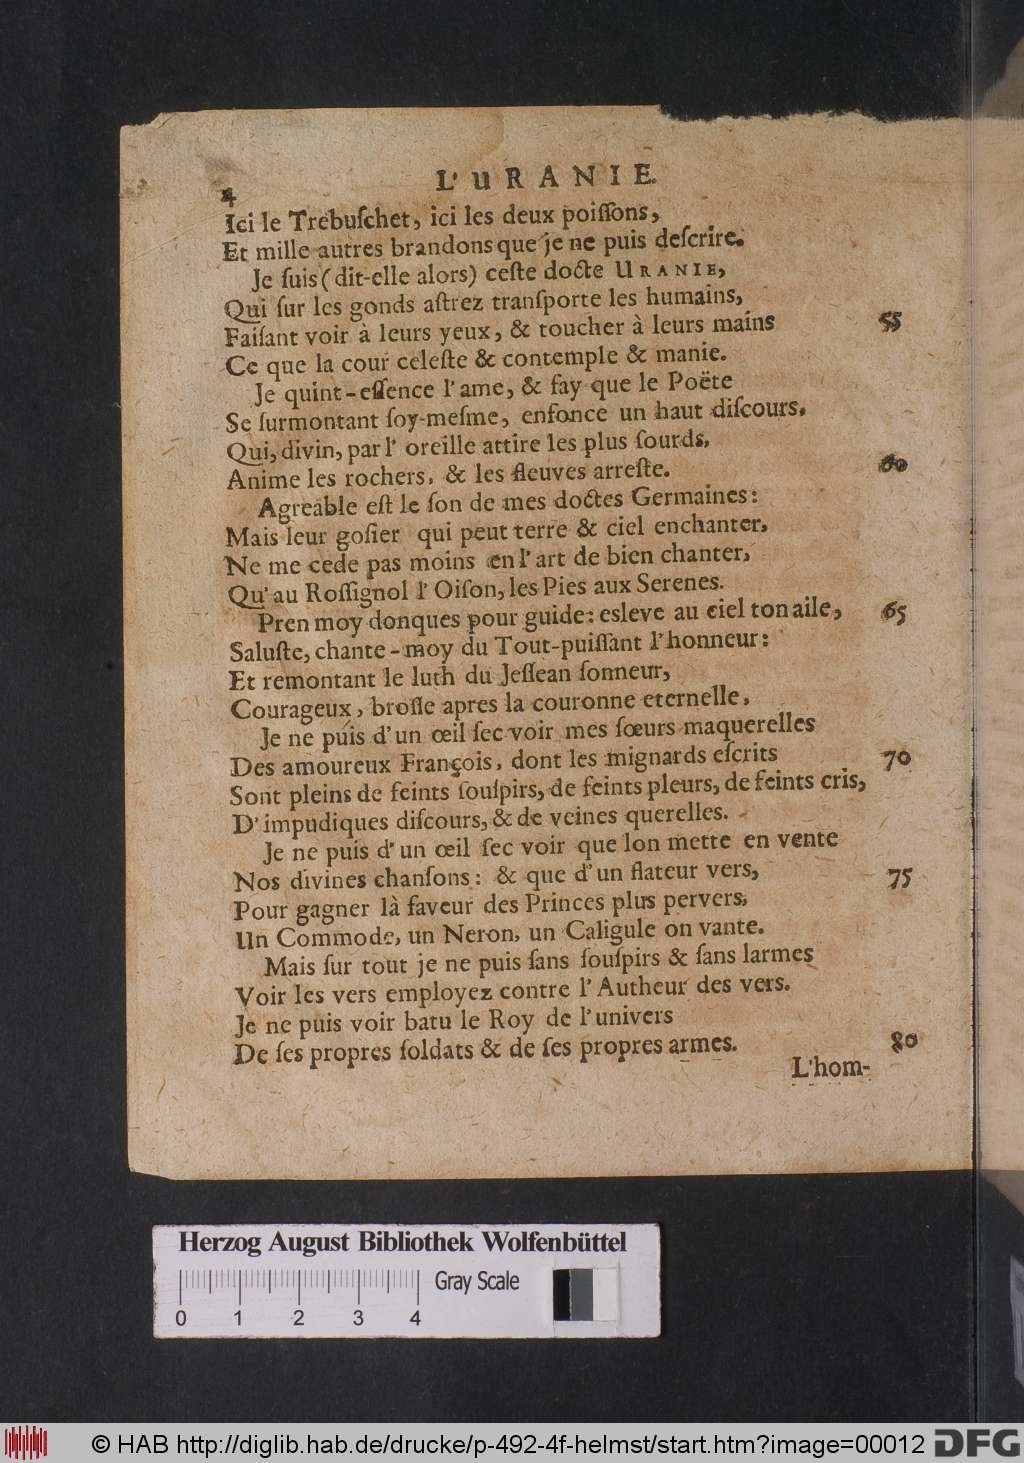 4
L'URANIE.
Ici le Trebuſchet, ici les deux poiſſons,
Et mille autres brandons que je ne puis deſcrire.
Je ſuis (dit-elle alors) ceſte docte URANIE,
Qui ſur les gonds aſtrez tranſporte les humains,
Faiſant voir à leurs yeux, & toucher à leurs mains 55
Ce que la cour celeſte & contemple & manie.
Je quint-eſſence l'ame, & fay que le Poëte
Se ſurmontant ſoy-meſme, enfonce un haut diſcours,
Qui, divin, par l' oreille attire les plus ſourds,
Anime les rochers, & les fleuves arreſte. 60
Agreable eſt le ſon de mes doctes Germaines:
Mais leur goſier qui peut terre & ciel enchanter,
Ne me cede pas moins en l'art de bien chanter,
Qu'au Roſſignol l'Oiſon, les Pies aux Serenes.
Pren moy donques pour guide: esleve au ciel ton aile, 65
Saluſte, chante-moy du Tout-puiſſant l'honneur:
Et remontant le luth du Jeſſean ſonneur,
Courageux, broſſe apres la couronne eternelle,
Je ne puis d'un œil ſec voir mes ſœurs maquerelles
Des amoureux François, dont les mignards eſcrits 70
Sont pleins de feints ſouſpirs, de feints pleurs, de feints cris,
D'impudiques diſcours, & de veines querelles.
Je ne puis d'un œil ſec voir que lon mette en vente
Nos divines chanſons: & que d'un flateur vers, 75
Pour gagner là faveur des Princes plus pervers,
Un Commode, un Neron, un Caligule on vante.
Mais ſur tout je ne puis ſans ſouſpirs & ſans larmes
Voir les vers employez contre l'Autheur des vers.
Je ne puis voir batu le Roy de l'univers
De ſes propres ſoldats & de ſes propres armes. 80
L'hom-
Herzog August Bibliothek Wolfenbüttel
Gray Scale
0 1 2 3 4
© HAB http://diglib.hab.de/drucke/p-492-4f-helmst/start.htm?image=00012 DFG